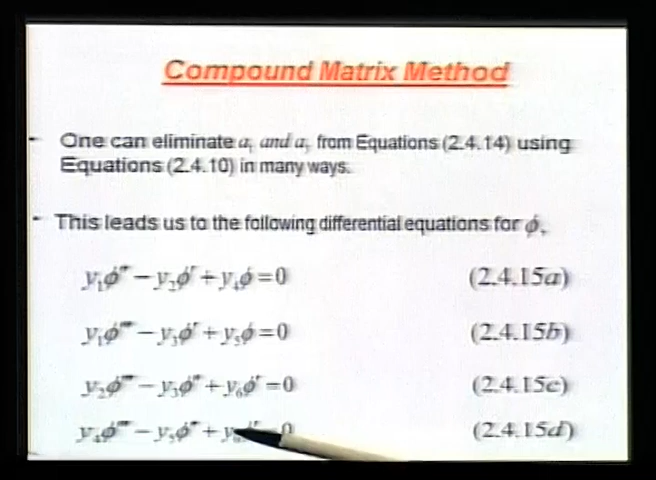 Compound Matrix Method
- One can eliminate a₁ and a₃ from Equations (2.4.14) using
Equations (2.4.10) in many ways.
- This leads us to the following differential equations for ϕ.
y₁ϕ'' − y₂ϕ' + y₄ϕ = 0 (2.4.15a)
y₁ϕ''' − y₃ϕ' + y₅ϕ = 0 (2.4.15b)
y₂ϕ''' − y₃ϕ'' + y₆ϕ = 0 (2.4.15c)
y₄ϕ''' − y₅ϕ'' + (2.4.15d)